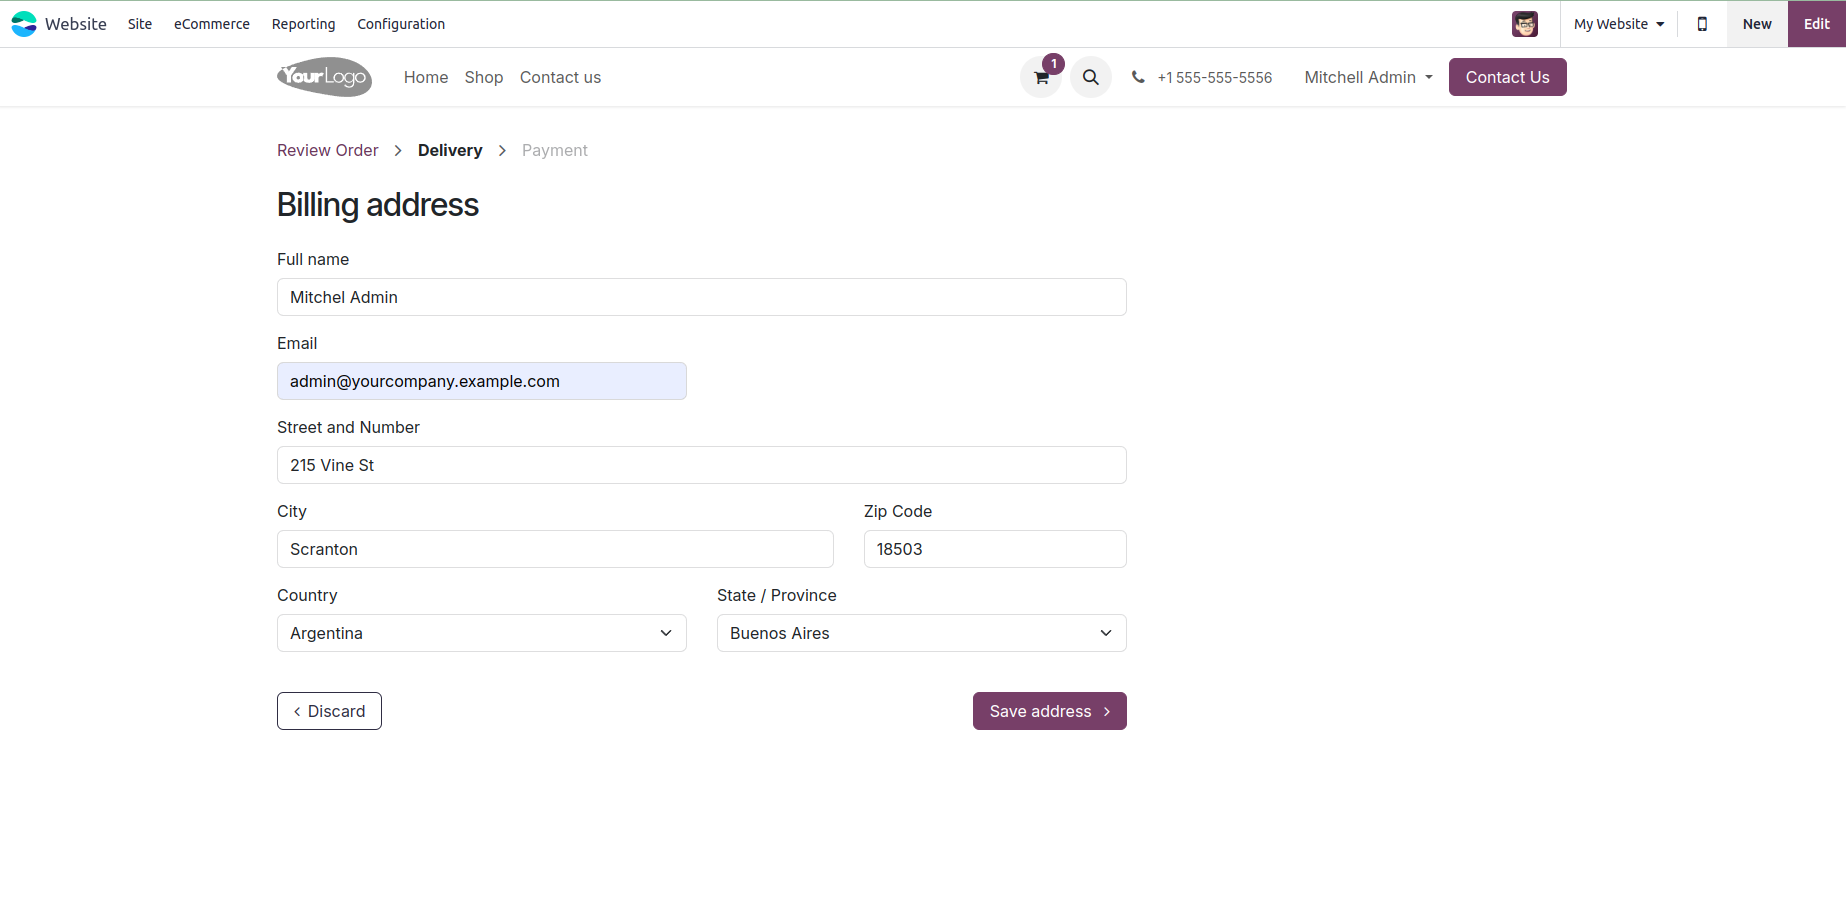 Website Site eCommerce Reporting Configuration My Website New Edit
YourLogo Home Shop Contact us 1 +1 555-555-5556 Mitchell Admin Contact Us
Review Order Delivery Payment
Billing address
Full name
Mitchel Admin
Email
admin@yourcompany.example.com
Street and Number
215 Vine St
City Zip Code
Scranton 18503
Country State / Province
Argentina Buenos Aires
Discard Save address